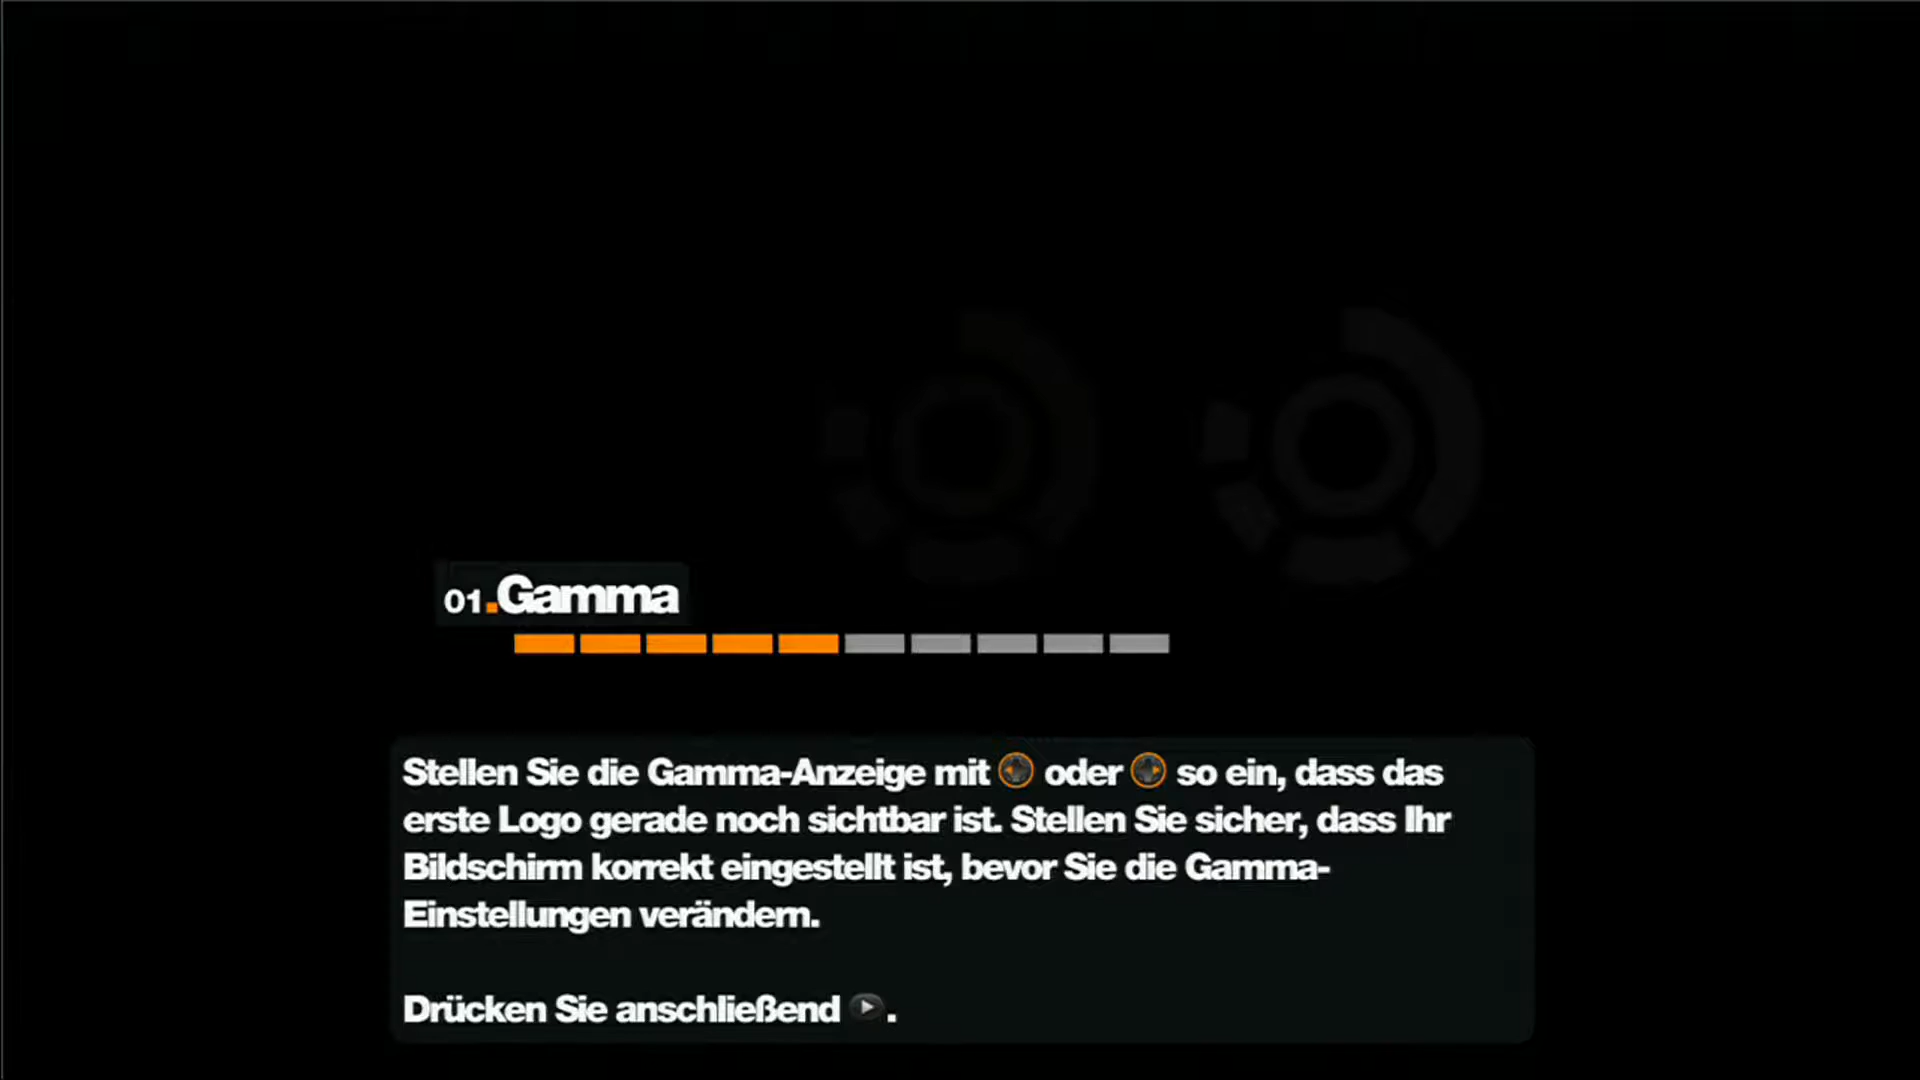 01.Gamma
Stellen Sie die Gamma-Anzeige mit oder so ein, dass das
erste Logo gerade noch sichtbar ist. Stellen Sie sicher, dass Ihr
Bildschirm korrekt eingestellt ist, bevor Sie die Gamma-
Einstellungen verändern.
Drücken Sie anschließend .